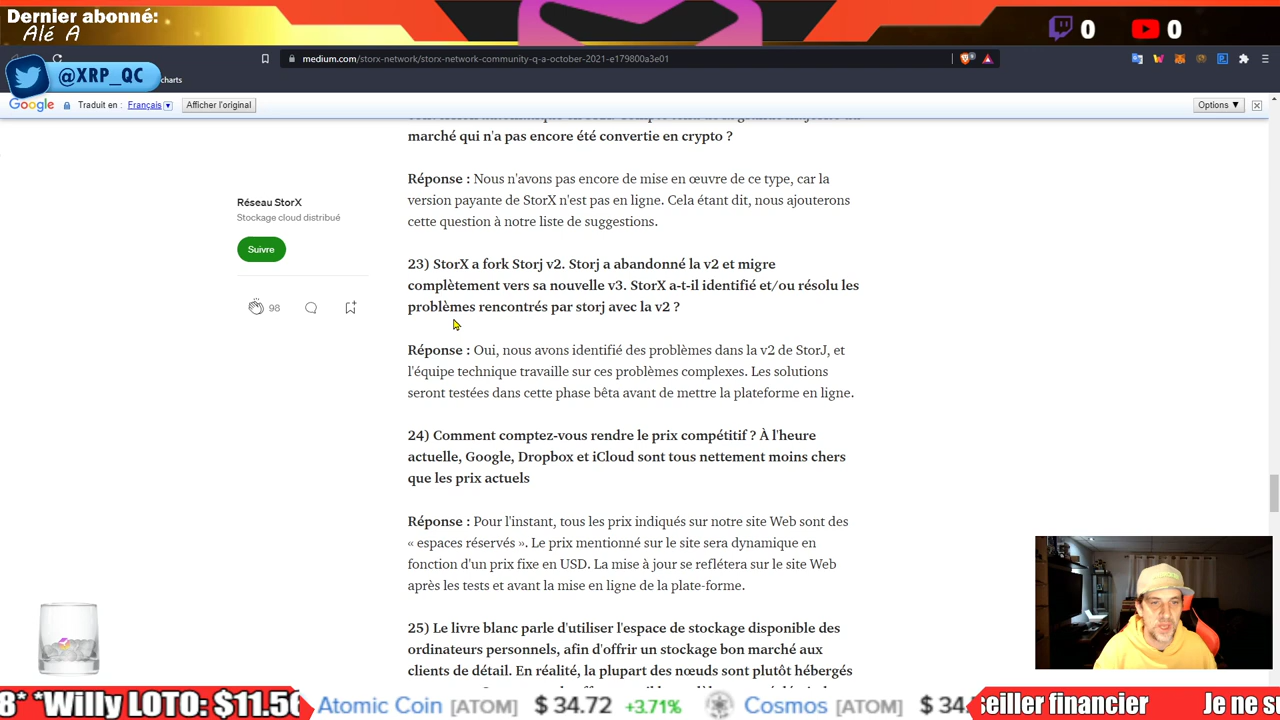 Dernier abonné:
Alé A
0
0
medium.com/storx-network/storx-network-community-q-a-october-2021-e179800a3e01
@XRP_QC
charts
Google
Traduit en :
Français
Afficher l'original
Options ▼
marché qui n'a pas encore été convertie en crypto ?
Réponse : Nous n'avons pas encore de mise en œuvre de ce type, car la
version payante de StorX n'est pas en ligne. Cela étant dit, nous ajouterons
cette question à notre liste de suggestions.
Réseau StorX
Stockage cloud distribué
Suivre
98
23) StorX a fork Storj v2. Storj a abandonné la v2 et migre
complètement vers sa nouvelle v3. StorX a-t-il identifié et/ou résolu les
problèmes rencontrés par storj avec la v2 ?
Réponse : Oui, nous avons identifié des problèmes dans la v2 de StorJ, et
l'équipe technique travaille sur ces problèmes complexes. Les solutions
seront testées dans cette phase bêta avant de mettre la plateforme en ligne.
24) Comment comptez-vous rendre le prix compétitif ? À l'heure
actuelle, Google, Dropbox et iCloud sont tous nettement moins chers
que les prix actuels
Réponse : Pour l'instant, tous les prix indiqués sur notre site Web sont des
« espaces réservés ». Le prix mentionné sur le site sera dynamique en
fonction d'un prix fixe en USD. La mise à jour se reflétera sur le site Web
après les tests et avant la mise en ligne de la plate-forme.
25) Le livre blanc parle d'utiliser l'espace de stockage disponible des
ordinateurs personnels, afin d'offrir un stockage bon marché aux
clients de détail. En réalité, la plupart des nœuds sont plutôt hébergés
8* *Willy LOTO: $11.56
Atomic Coin [ATOM] $ 34.72 +3.71%
Cosmos [ATOM] $ 34.
seiller financier
Je ne su